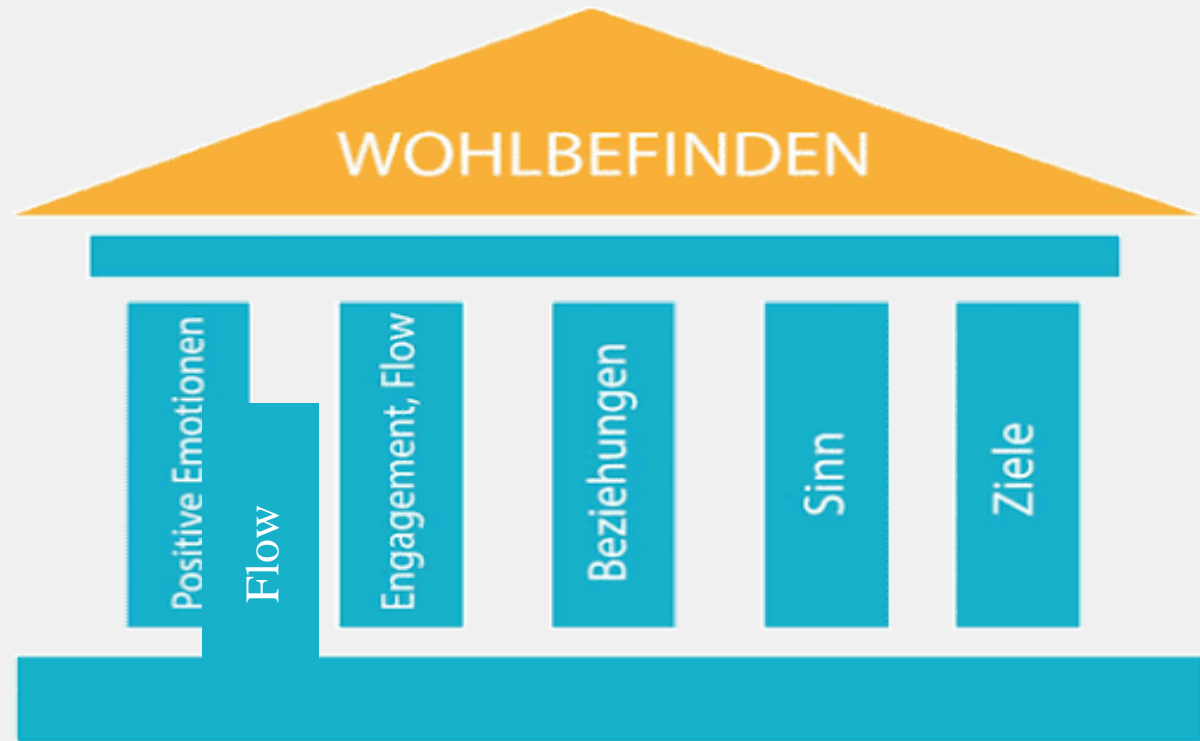 WOHLBEFINDEN
Positive Emotionen
Flow
Engagement, Flow
Beziehungen
Sinn
Ziele